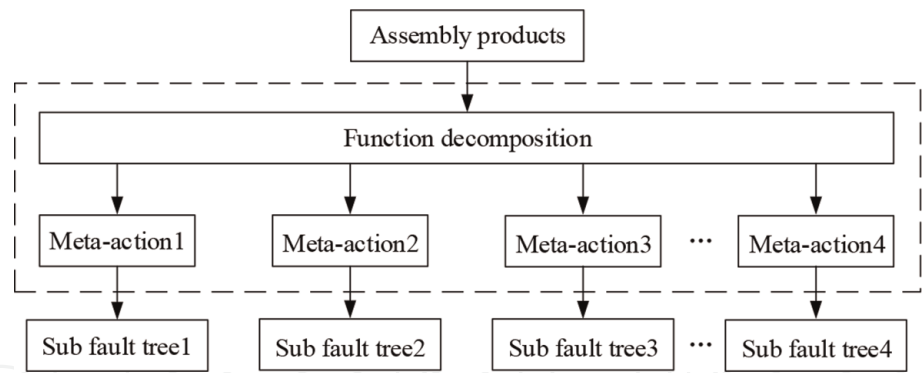 Assembly products
Function decomposition
Meta-action1 Meta-action2 Meta-action3 ... Meta-action4
Sub fault tree1 Sub fault tree2 Sub fault tree3 ... Sub fault tree4